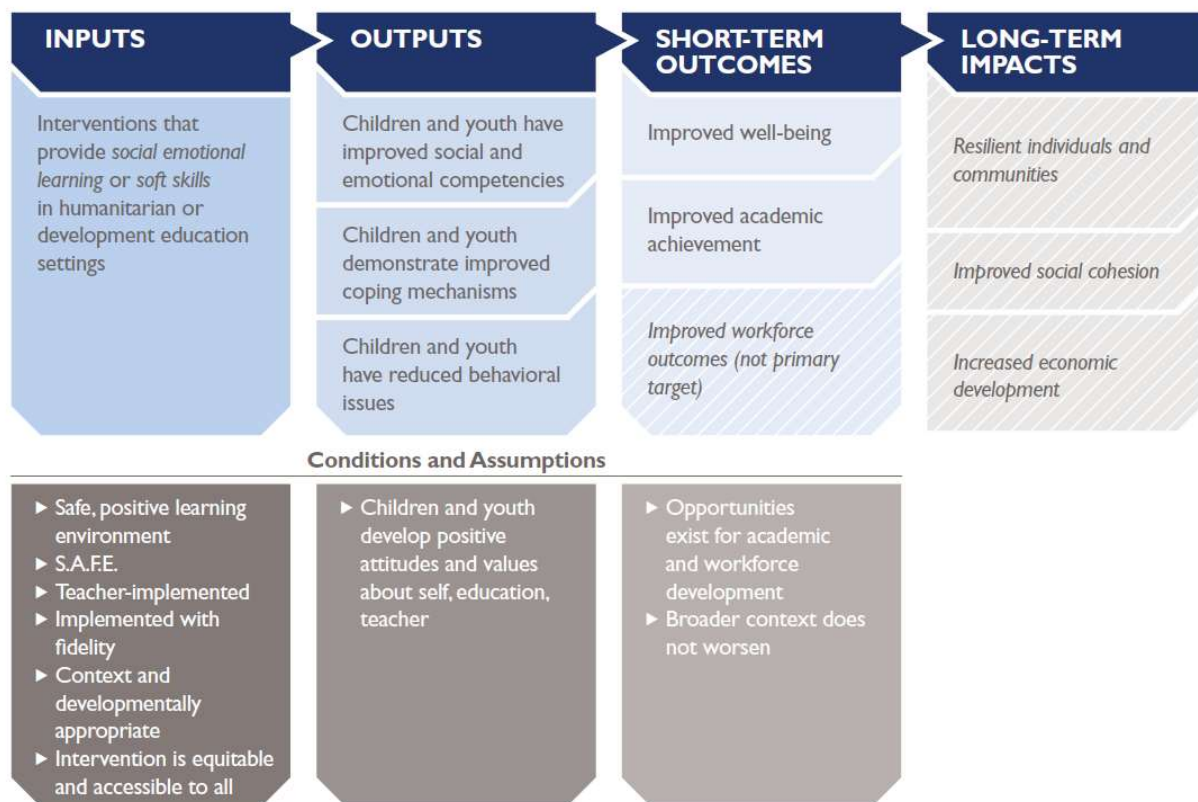 INPUTS
OUTPUTS
SHORT-TERM
OUTCOMES
LONG-TERM
IMPACTS
Interventions that
provide social emotional
learning or soft skills
in humanitarian or
development education
settings
Children and youth have
improved social and
emotional competencies
Children and youth
demonstrate improved
coping mechanisms
Children and youth
have reduced behavioral
issues
Improved well-being
Improved academic
achievement
Improved workforce
outcomes (not primary
target)
Resilient individuals and
communities
Improved social cohesion
Increased economic
development
Conditions and Assumptions
▶ Safe, positive learning
environment
▶ S.A.F.E.
▶ Teacher-implemented
▶ Implemented with
fidelity
▶ Context and
developmentally
appropriate
▶ Intervention is equitable
and accessible to all
▶ Children and youth
develop positive
attitudes and values
about self, education,
teacher
▶ Opportunities
exist for academic
and workforce
development
▶ Broader context does
not worsen